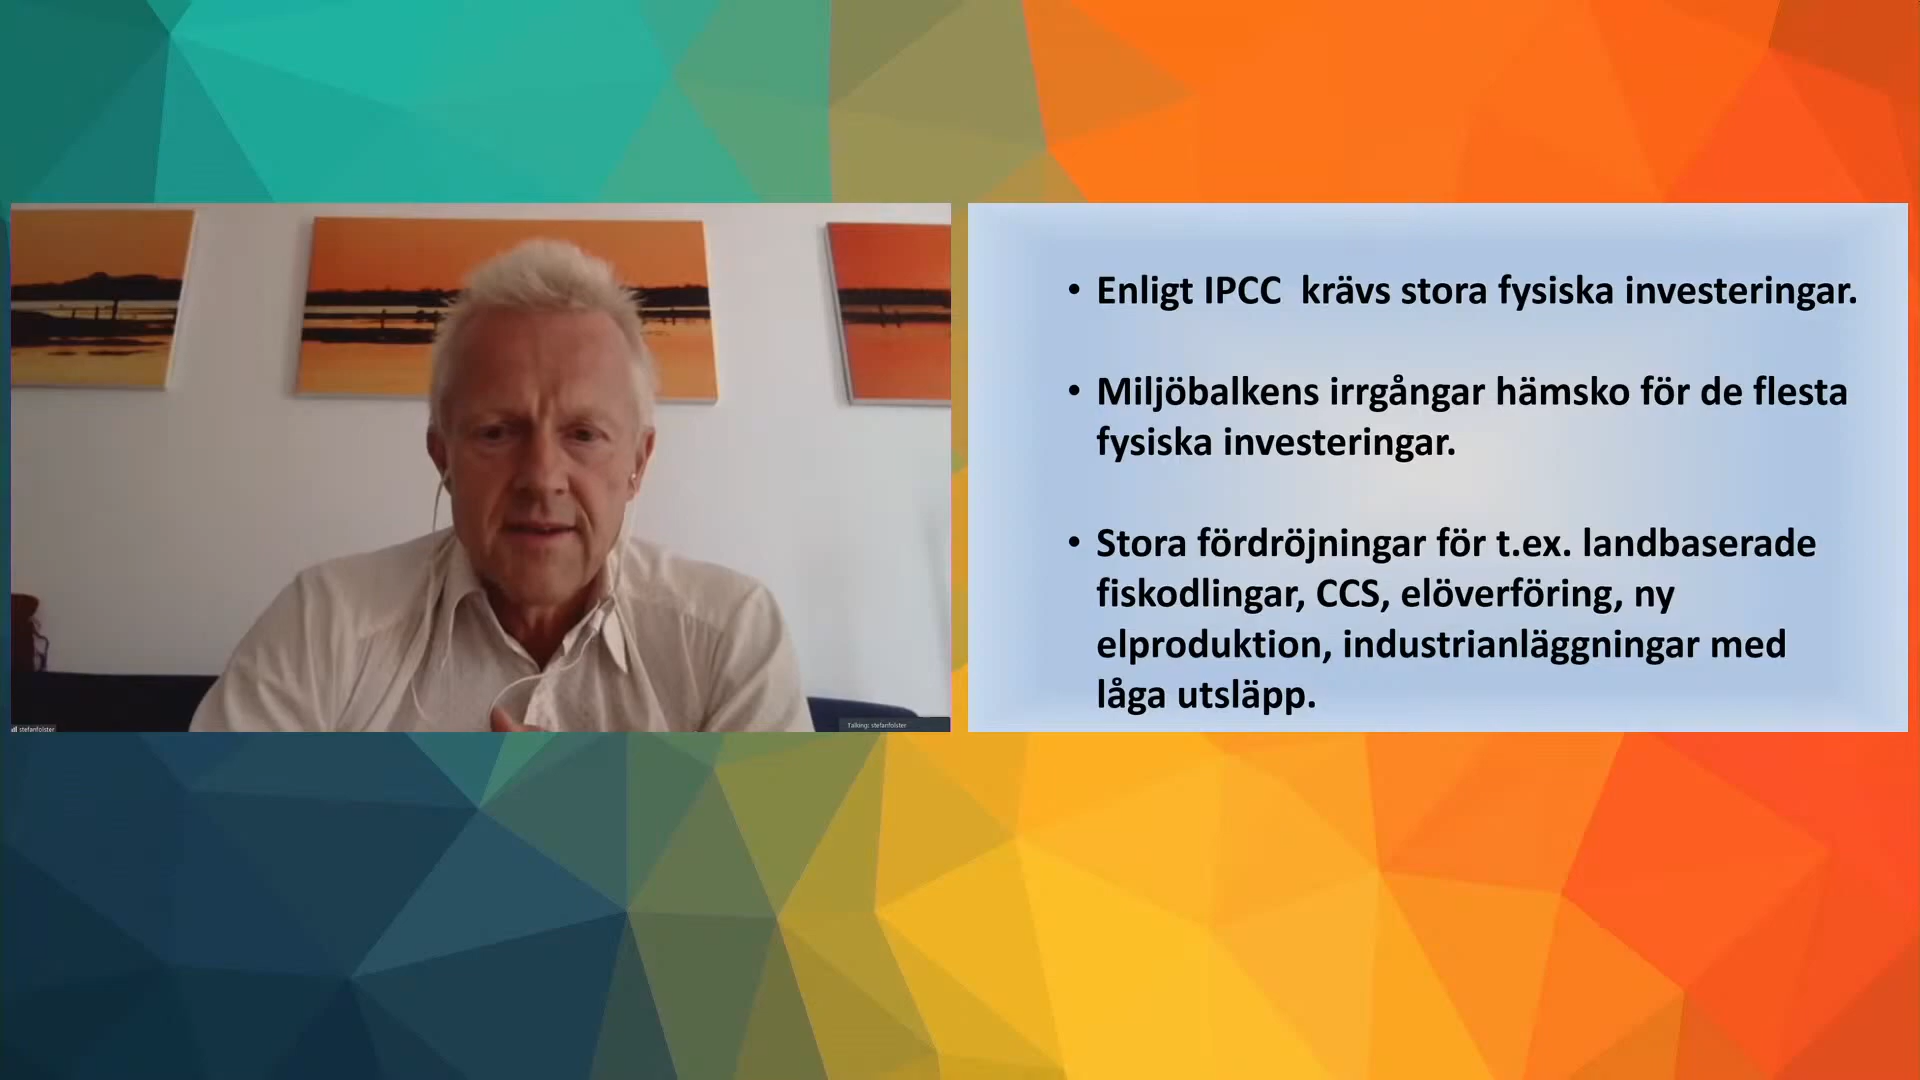 • Enligt IPCC  krävs stora fysiska investeringar.
• Miljöbalkens irrgångar hämsko för de flesta
fysiska investeringar.
• Stora fördröjningar för t.ex. landbaserade
fiskodlingar, CCS, elöverföring, ny
elproduktion, industrianläggningar med
låga utsläpp.
stefanfolster
Talking: stefanfolster